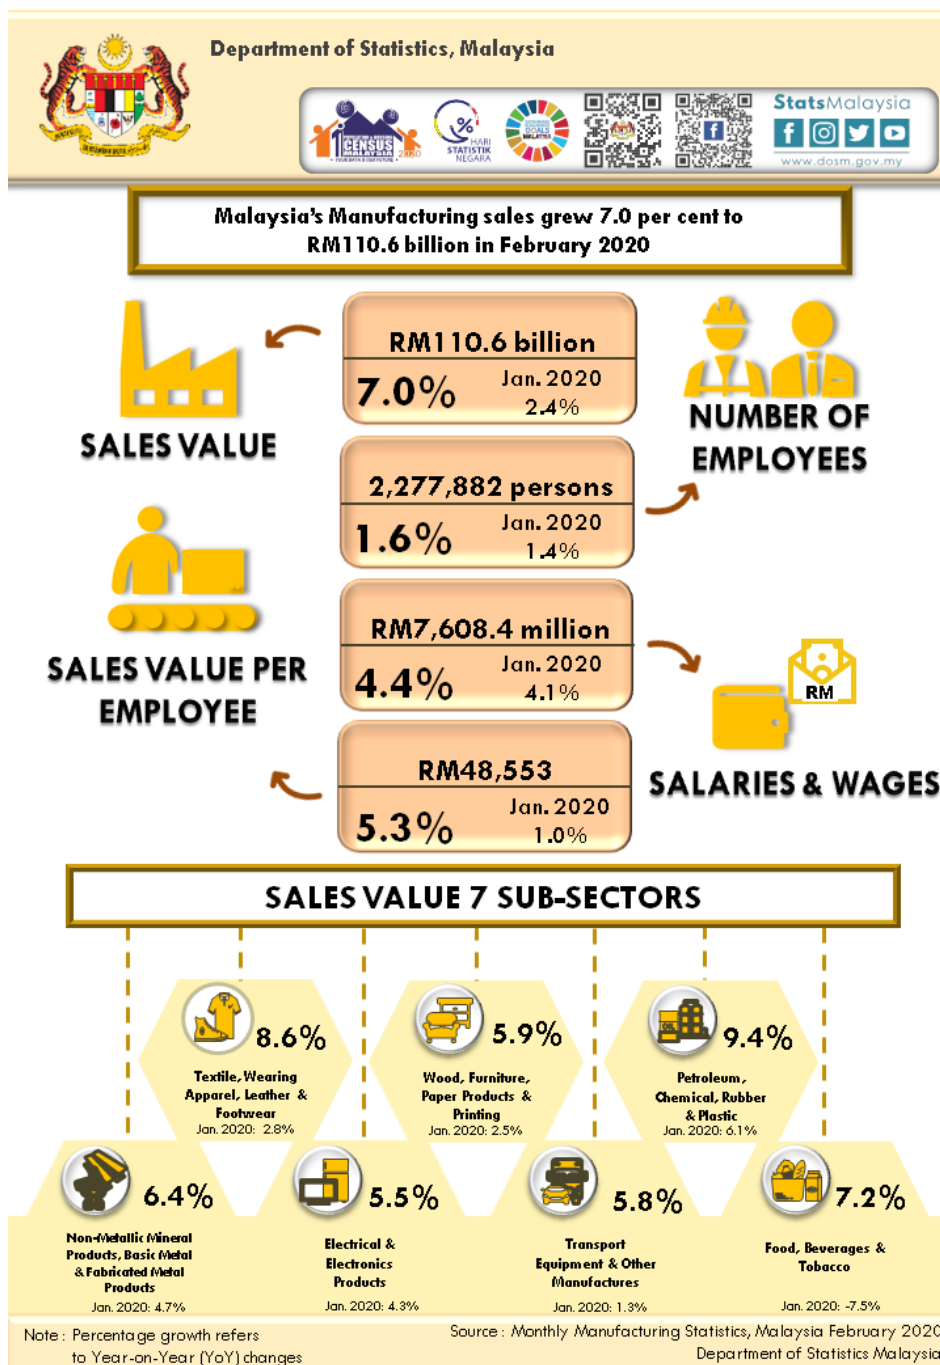 Department of Statistics, Malaysia
CENSUS
HARI
STATISTIK
NEGARA
StatsMalaysia
www.dosm.gov.my
Malaysia's Manufacturing sales grew 7.0 per cent to
RM110.6 billion in February 2020
RM110.6 billion
7.0%
Jan. 2020
2.4%
SALES VALUE
NUMBER OF
EMPLOYEES
2,277,882 persons
1.6%
Jan. 2020
1.4%
RM7,608.4 million
4.4%
Jan. 2020
4.1%
SALES VALUE PER
EMPLOYEE
RM
SALARIES & WAGES
RM48,553
5.3%
Jan. 2020
1.0%
SALES VALUE 7 SUB-SECTORS
8.6%
Textile, Wearing
Apparel, Leather &
Footwear
Jan. 2020: 2.8%
5.9%
Wood, Furniture,
Paper Products &
Printing
Jan. 2020: 2.5%
9.4%
Petroleum,
Chemical, Rubber
& Plastic
Jan. 2020: 6.1%
6.4%
Non-Metallic Mineral
Products, Basic Metal
& Fabricated Metal
Products
Jan. 2020: 4.7%
5.5%
Electrical &
Electronics
Products
Jan. 2020: 4.3%
5.8%
Transport
Equipment & Other
Manufactures
Jan. 2020: 1.3%
7.2%
Food, Beverages &
Tobacco
Jan. 2020: -7.5%
Note : Percentage growth refers
to Year-on-Year (YoY) changes
Source : Monthly Manufacturing Statistics, Malaysia February 2020
Department of Statistics Malaysia